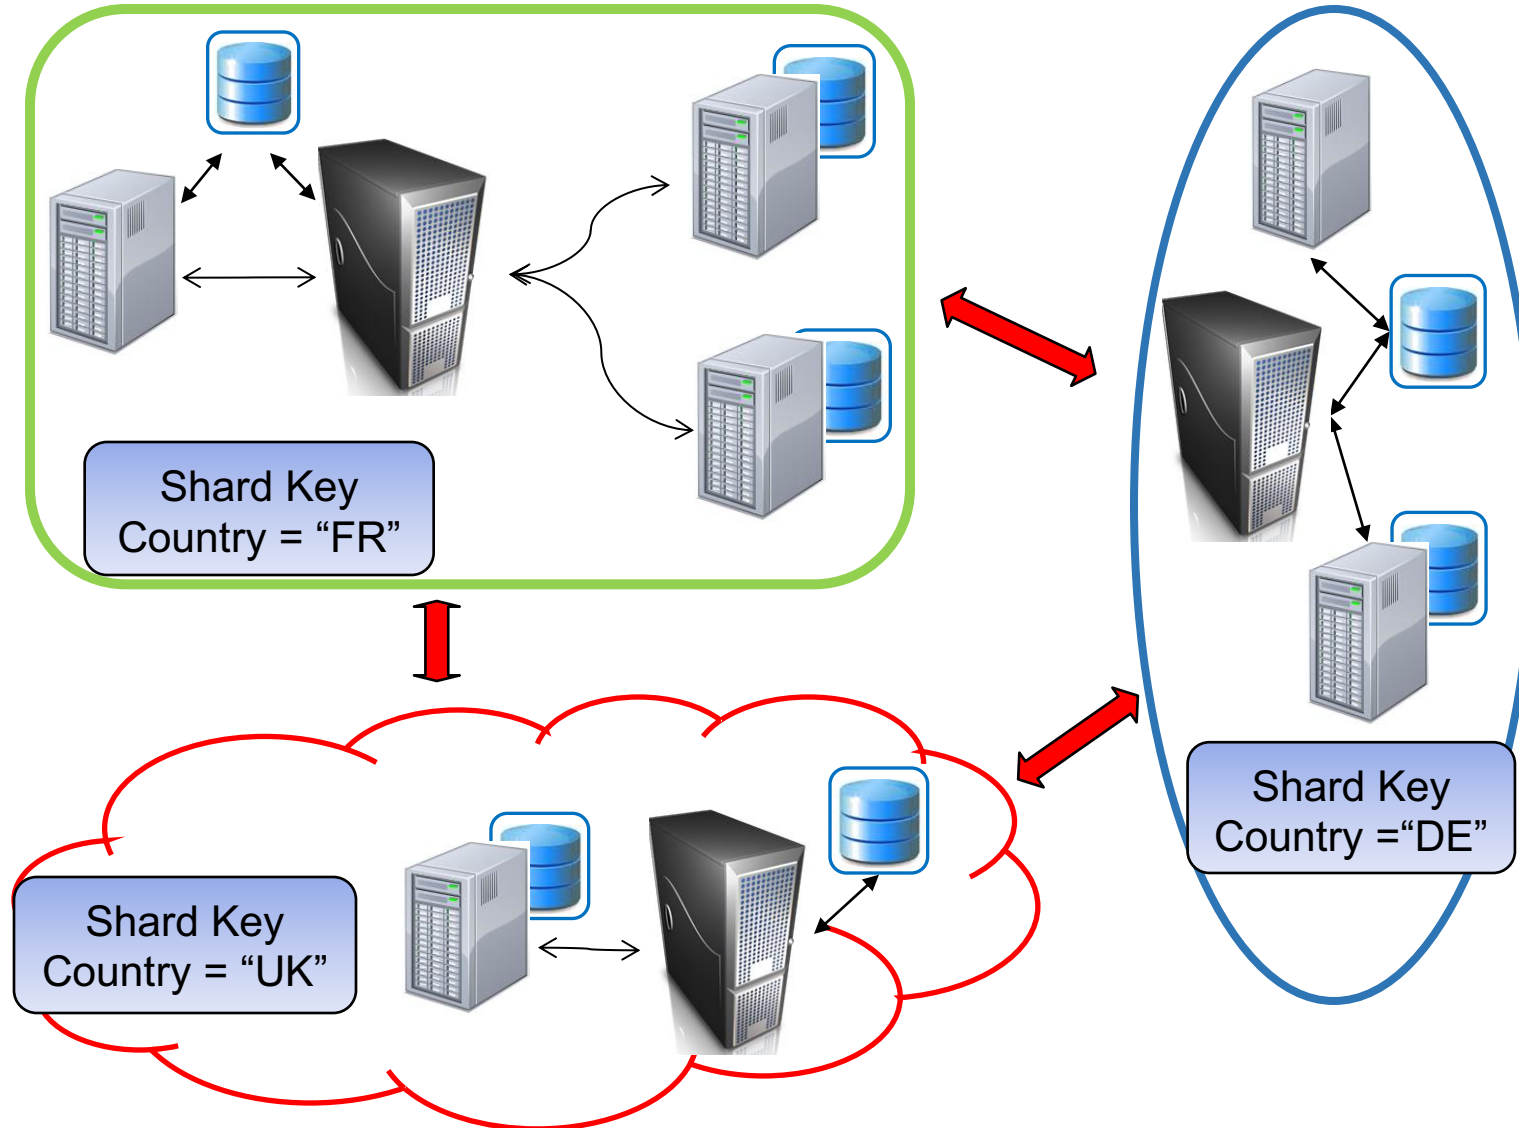 Shard Key
Country = “FR”
Shard Key
Country =“DE”
Shard Key
Country = “UK”